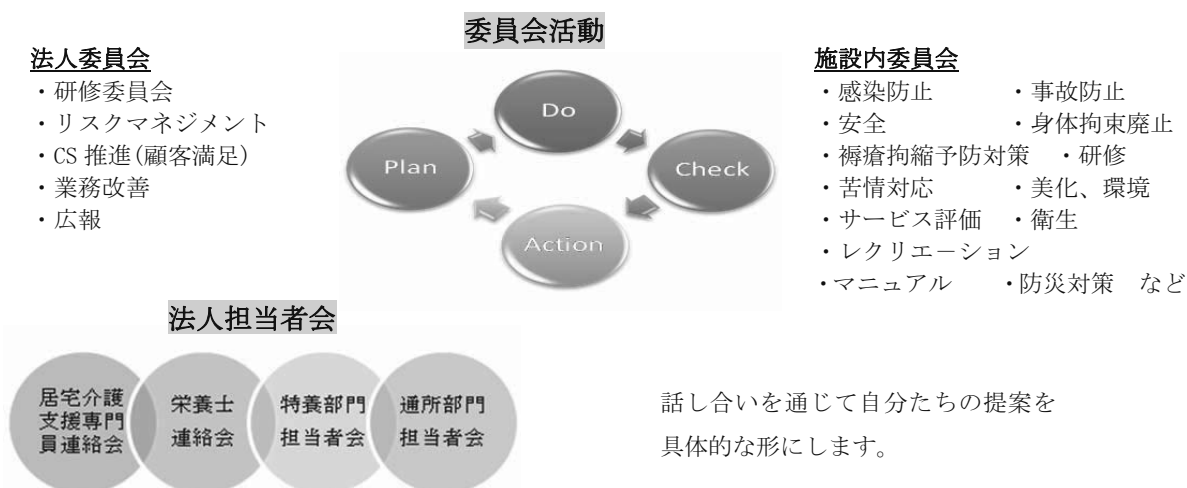 委員会活動
法人委員会
・研修委員会
・リスクマネジメント
・CS 推進(顧客満足)
・業務改善
・広報
Do
Plan
Check
Action
施設内委員会
・感染防止 ・事故防止
・安全 ・身体拘束廃止
・褥瘡拘縮予防対策 ・研修
・苦情対応 ・美化、環境
・サービス評価 ・衛生
・レクリエーション
・マニュアル ・防災対策 など
法人担当者会
居宅介護
支援専門
員連絡会
栄養士
連絡会
特養部門
担当者会
通所部門
担当者会
話し合いを通じて自分たちの提案を
具体的な形にします。